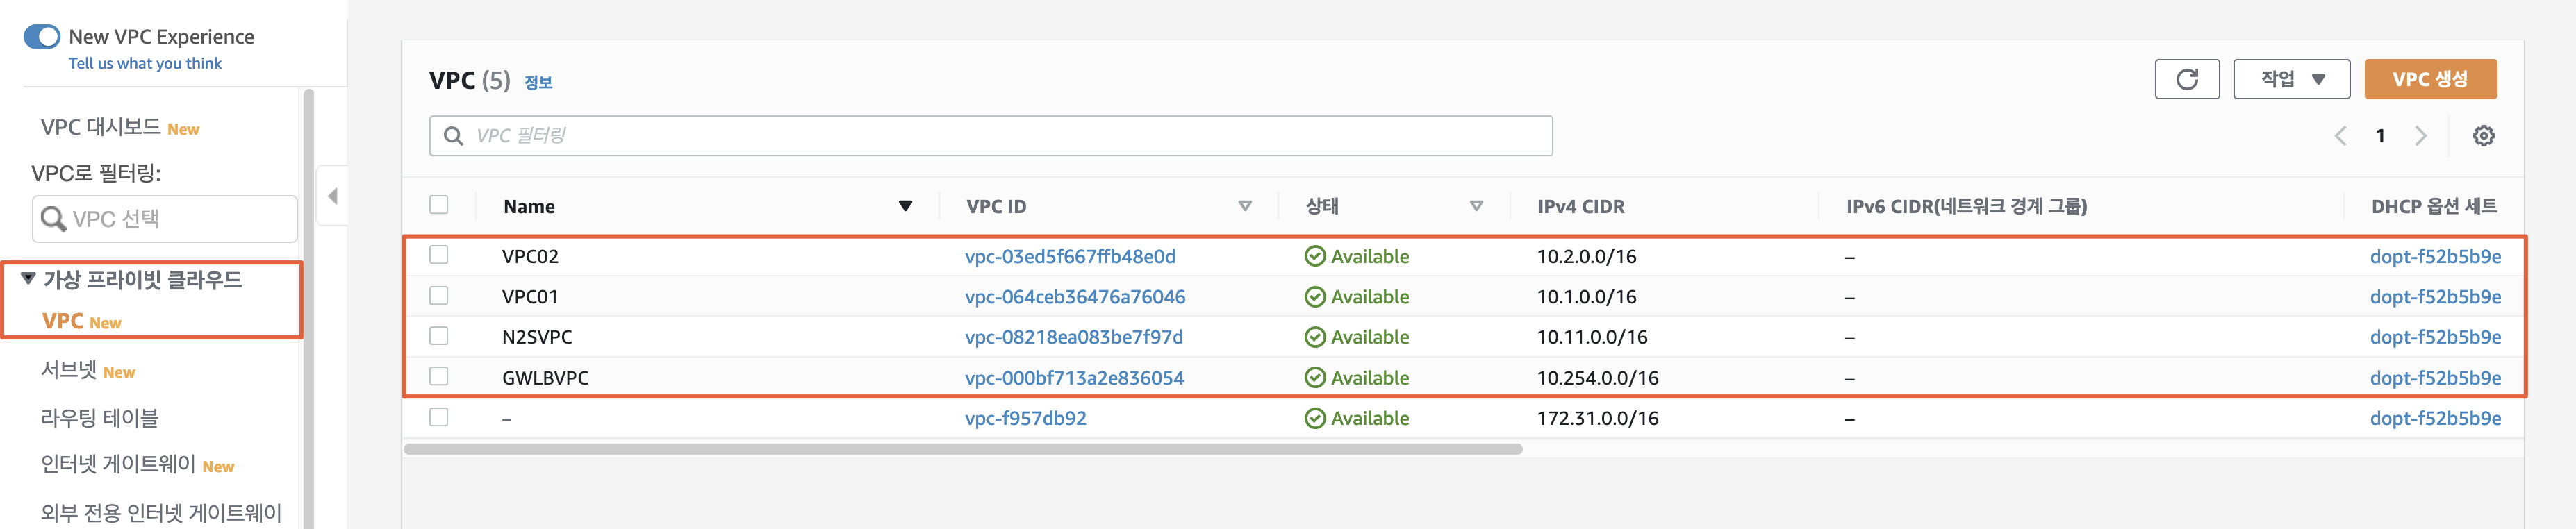 New VPC Experience
Tell us what you think
VPC 대시보드 New
VPC로 필터링:
VPC 선택
가상 프라이빗 클라우드
VPC New
서브넷 New
라우팅 테이블
인터넷 게이트웨이 New
외부 전용 인터넷 게이트웨이
VPC (5) 정보
작업
VPC 생성
VPC 필터링
1
Name VPC ID 상태 IPv4 CIDR IPv6 CIDR(네트워크 경계 그룹) DHCP 옵션 세트
VPC02 vpc-03ed5f667ffb48e0d Available 10.2.0.0/16 – dopt-f52b5b9e
VPC01 vpc-064ceb36476a76046 Available 10.1.0.0/16 – dopt-f52b5b9e
N2SVPC vpc-08218ea083be7f97d Available 10.11.0.0/16 – dopt-f52b5b9e
GWLBVPC vpc-000bf713a2e836054 Available 10.254.0.0/16 – dopt-f52b5b9e
– vpc-f957db92 Available 172.31.0.0/16 – dopt-f52b5b9e